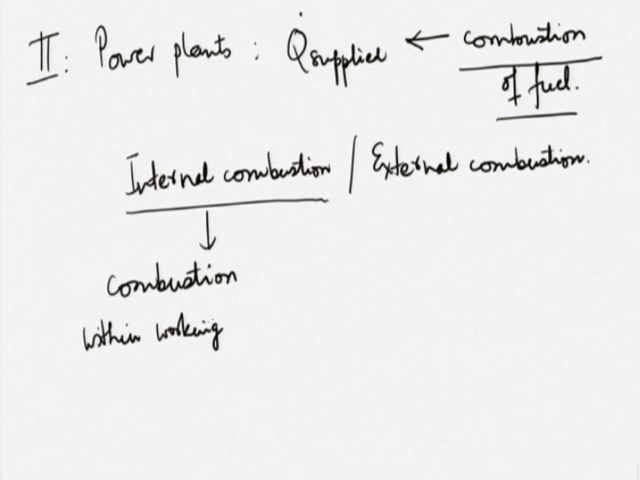 II: Power plants : Q̇supplied ← combustion
of fuel.
Internal combustion / External combustion.
↓
Combustion
within working